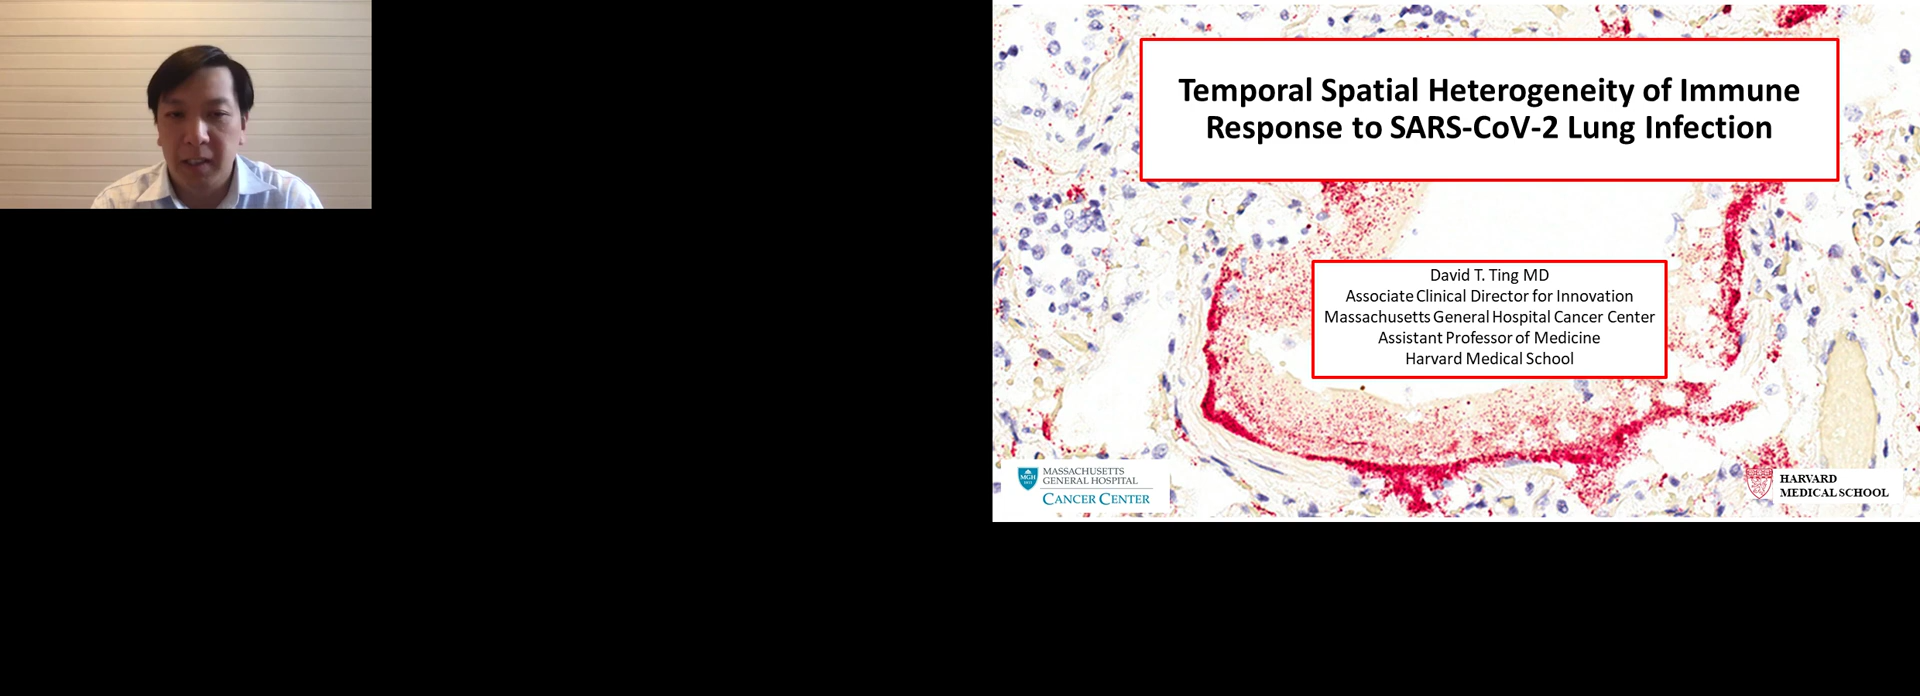 Temporal Spatial Heterogeneity of Immune
Response to SARS-CoV-2 Lung Infection
David T. Ting MD
Associate Clinical Director for Innovation
Massachusetts General Hospital Cancer Center
Assistant Professor of Medicine
Harvard Medical School
MGH
1811
MASSACHUSETTS
GENERAL HOSPITAL
CANCER CENTER
HARVARD
MEDICAL SCHOOL